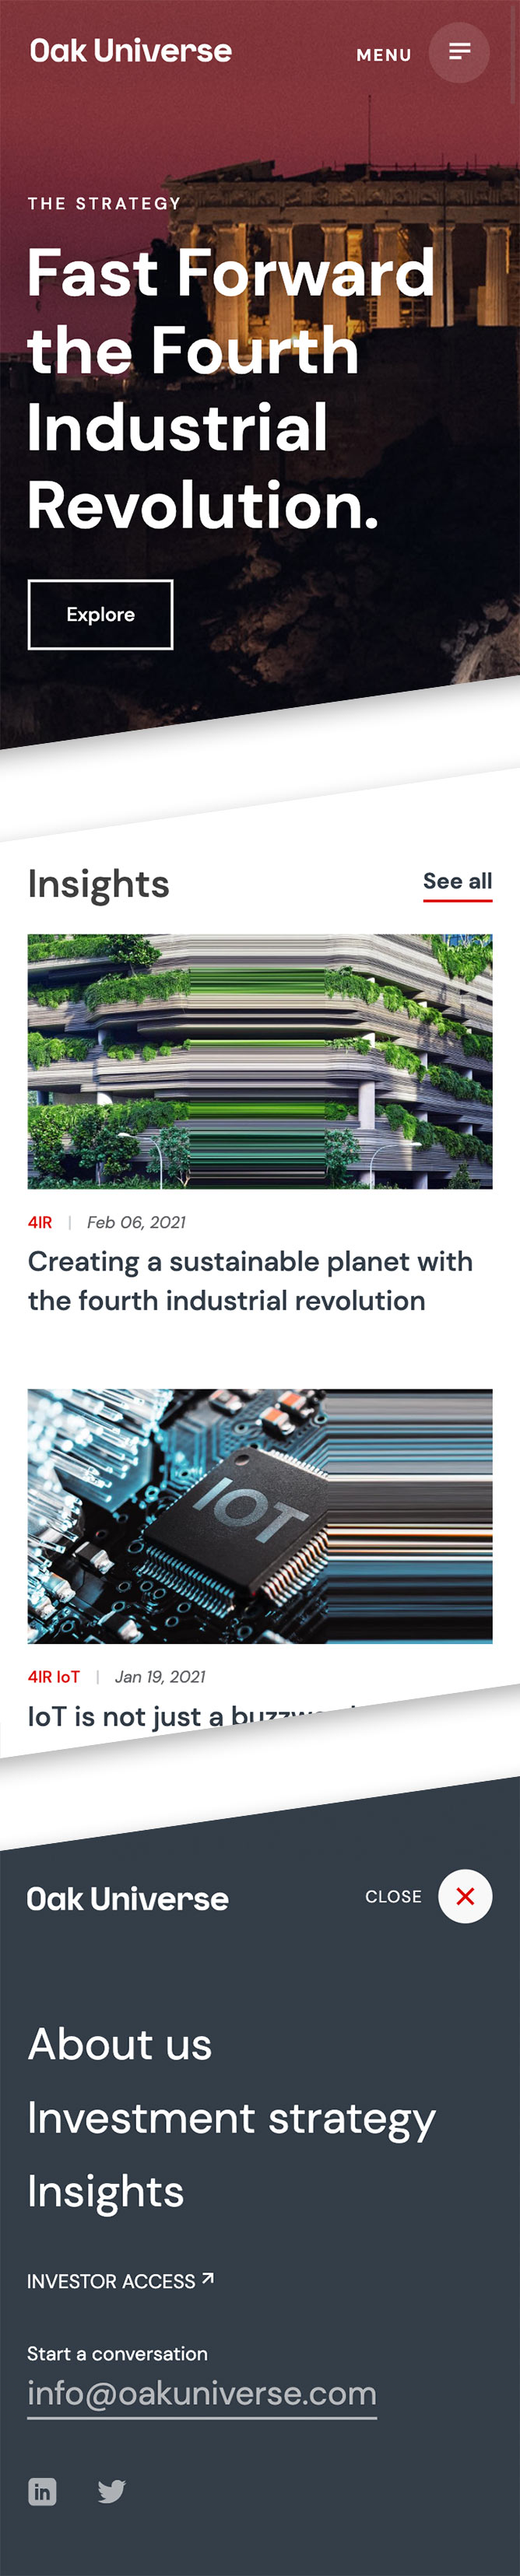 Oak Universe
MENU
THE STRATEGY
Fast Forward
the Fourth
Industrial
Revolution.
Explore
Insights
See all
4IR | Feb 06, 2021
Creating a sustainable planet with
the fourth industrial revolution
IOT
4IR IoT | Jan 19, 2021
IoT is not just a
Oak Universe
CLOSE
About us
Investment strategy
Insights
INVESTOR ACCESS
Start a conversation
info@oakuniverse.com
in